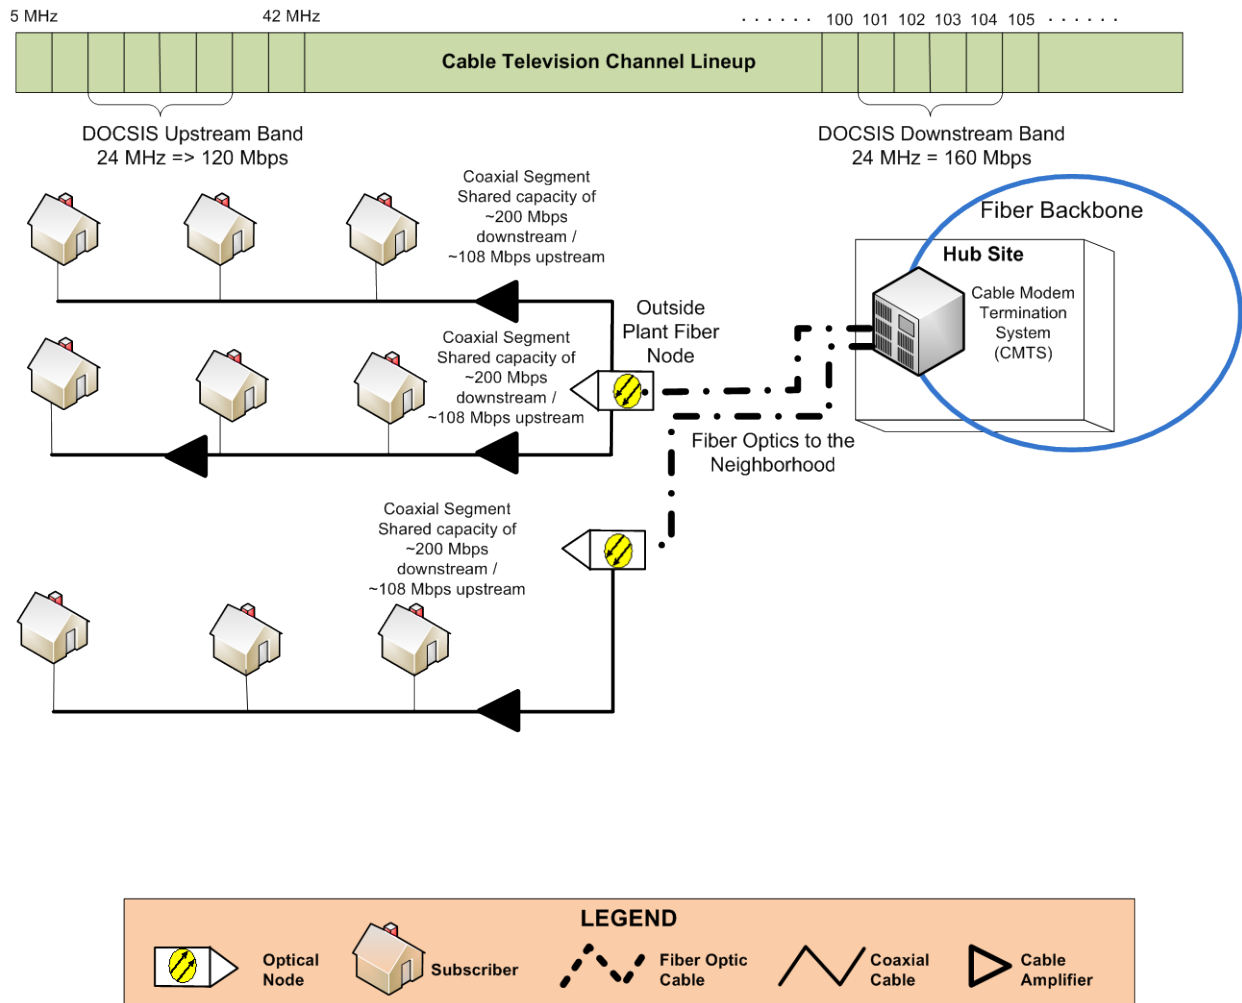 5 MHz
42 MHz
. . . . . . 100 101 102 103 104 105 . . . . . .
Cable Television Channel Lineup
DOCSIS Upstream Band
24 MHz => 120 Mbps
DOCSIS Downstream Band
24 MHz = 160 Mbps
Coaxial Segment
Shared capacity of
~200 Mbps
downstream /
~108 Mbps upstream
Fiber Backbone
Hub Site
Cable Modem
Termination
System
(CMTS)
Outside
Plant Fiber
Node
Coaxial Segment
Shared capacity of
~200 Mbps
downstream /
~108 Mbps upstream
Fiber Optics to the
Neighborhood
Coaxial Segment
Shared capacity of
~200 Mbps
downstream /
~108 Mbps upstream
LEGEND
Optical
Node
Subscriber
Fiber Optic
Cable
Coaxial
Cable
Cable
Amplifier